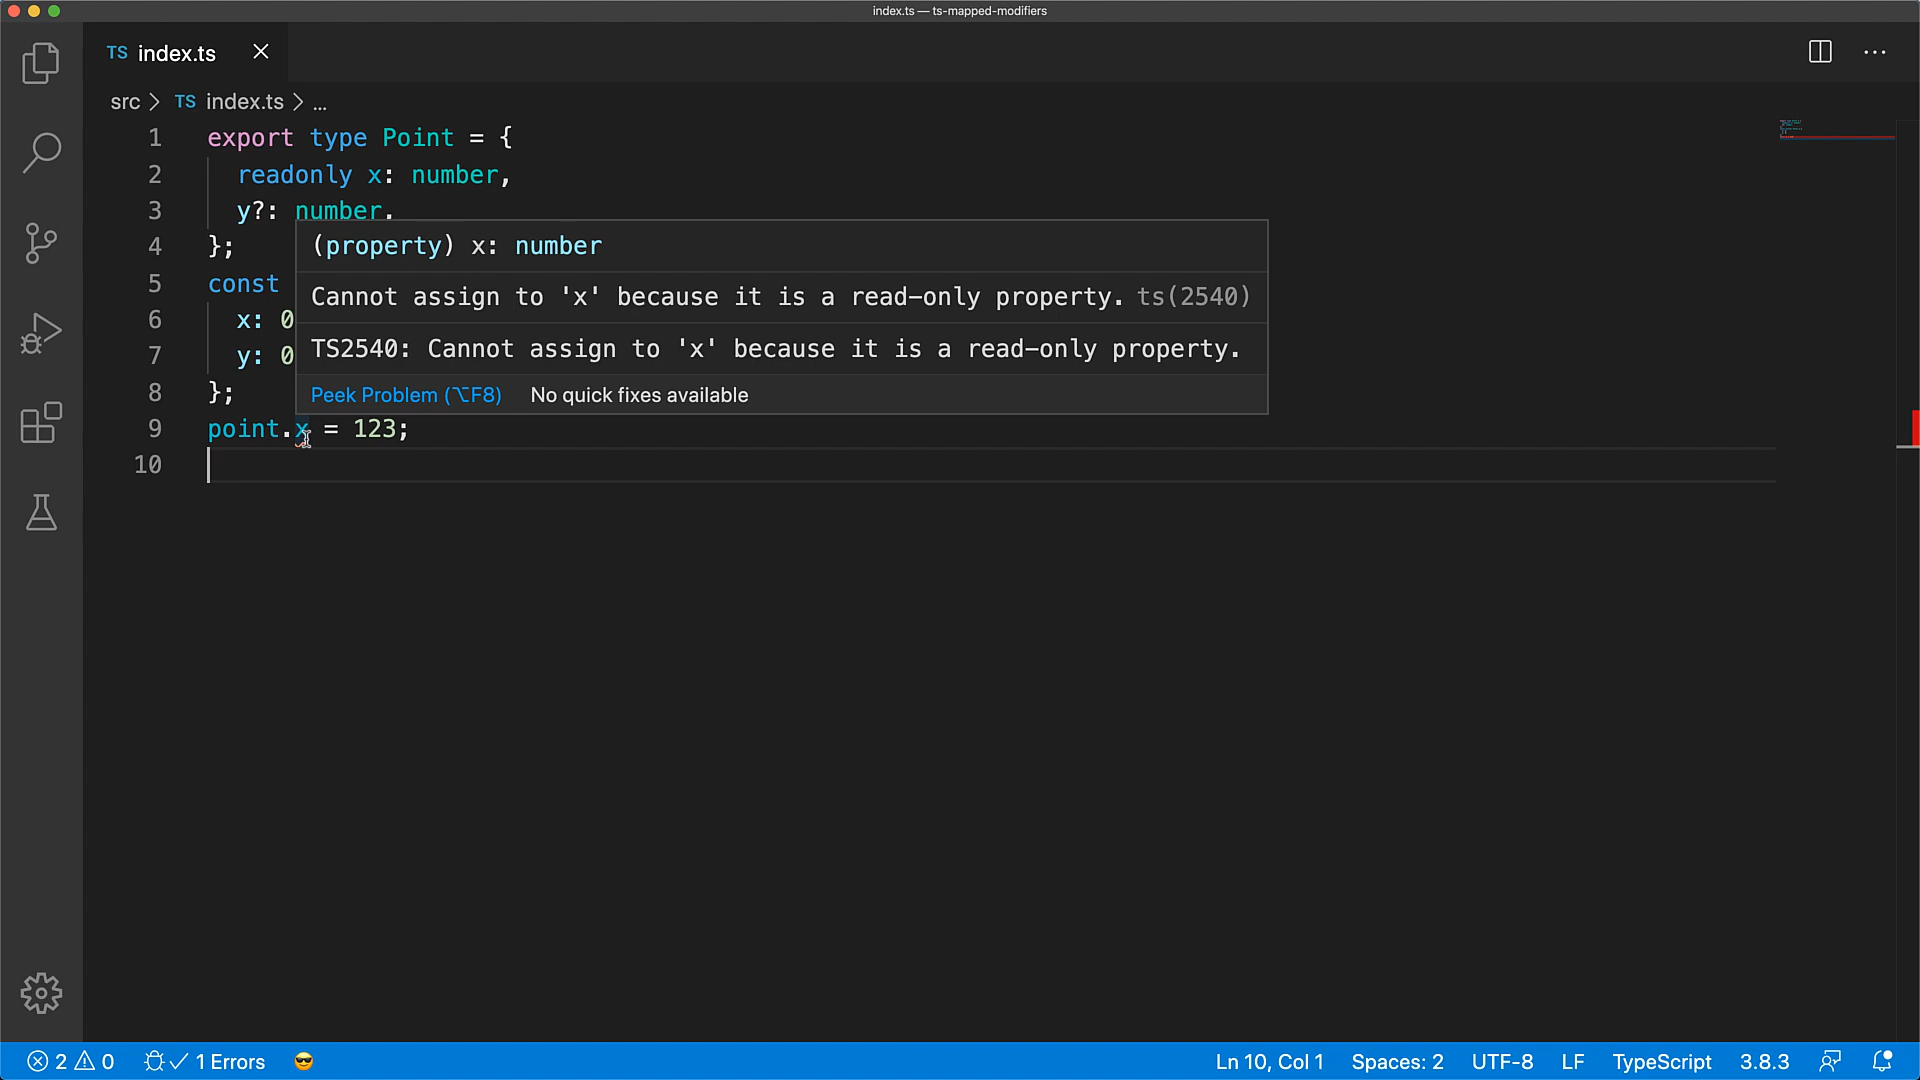 index.ts — ts-mapped-modifiers
TS index.ts
src > TS index.ts > ...
1 export type Point = {
2 readonly x: number,
3 y?: number,
4 };
(property) x: number
5 const
Cannot assign to 'x' because it is a read-only property. ts(2540)
6 x: 0
7 y: 0
TS2540: Cannot assign to 'x' because it is a read-only property.
8 };
Peek Problem (⌥F8) No quick fixes available
9 point.x = 123;
10
2 0 1 Errors Ln 10, Col 1 Spaces: 2 UTF-8 LF TypeScript 3.8.3